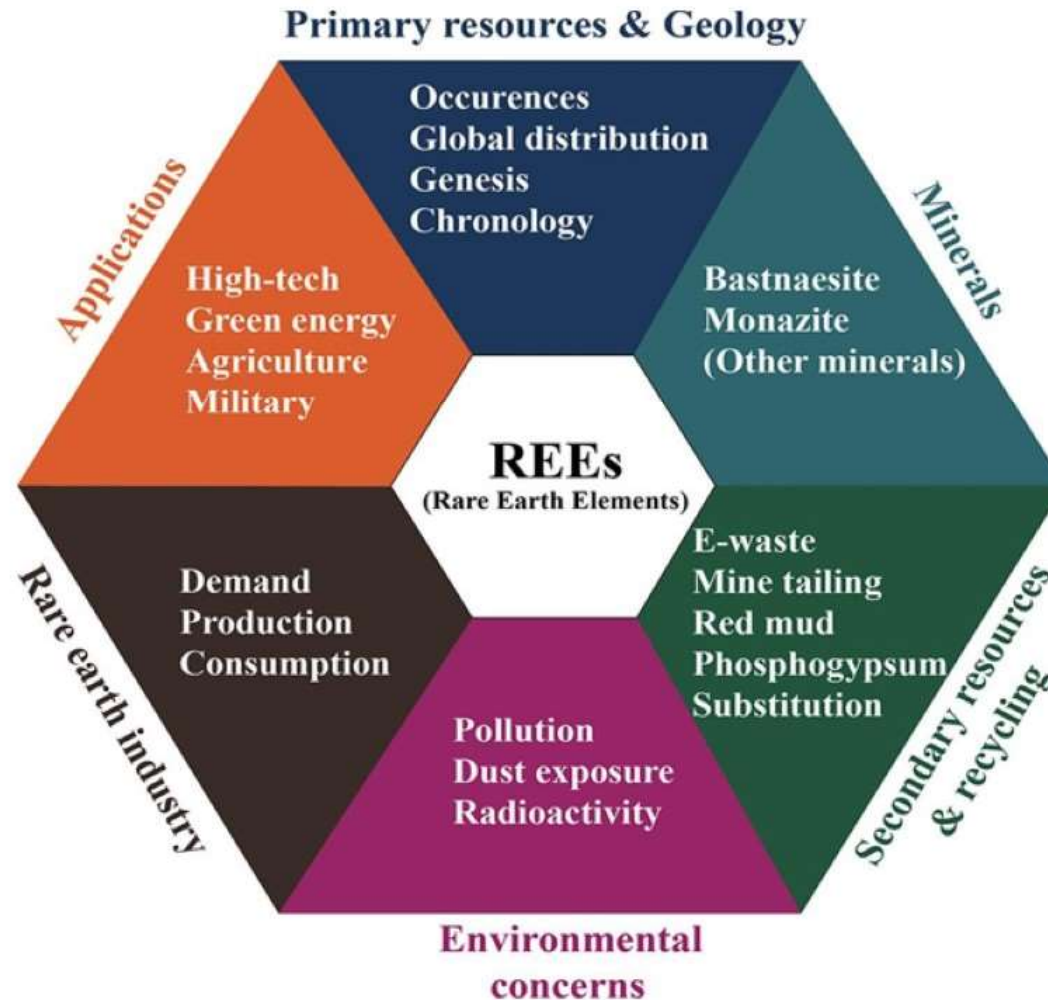 Primary resources & Geology
Occurences
Global distribution
Genesis
Chronology
Minerals
Bastnaesite
Monazite
(Other minerals)
Secondary resources
& recycling
E-waste
Mine tailing
Red mud
Phosphogypsum
Substitution
Environmental
concerns
Pollution
Dust exposure
Radioactivity
Rare earth industry
Demand
Production
Consumption
Applications
High-tech
Green energy
Agriculture
Military
REEs
(Rare Earth Elements)